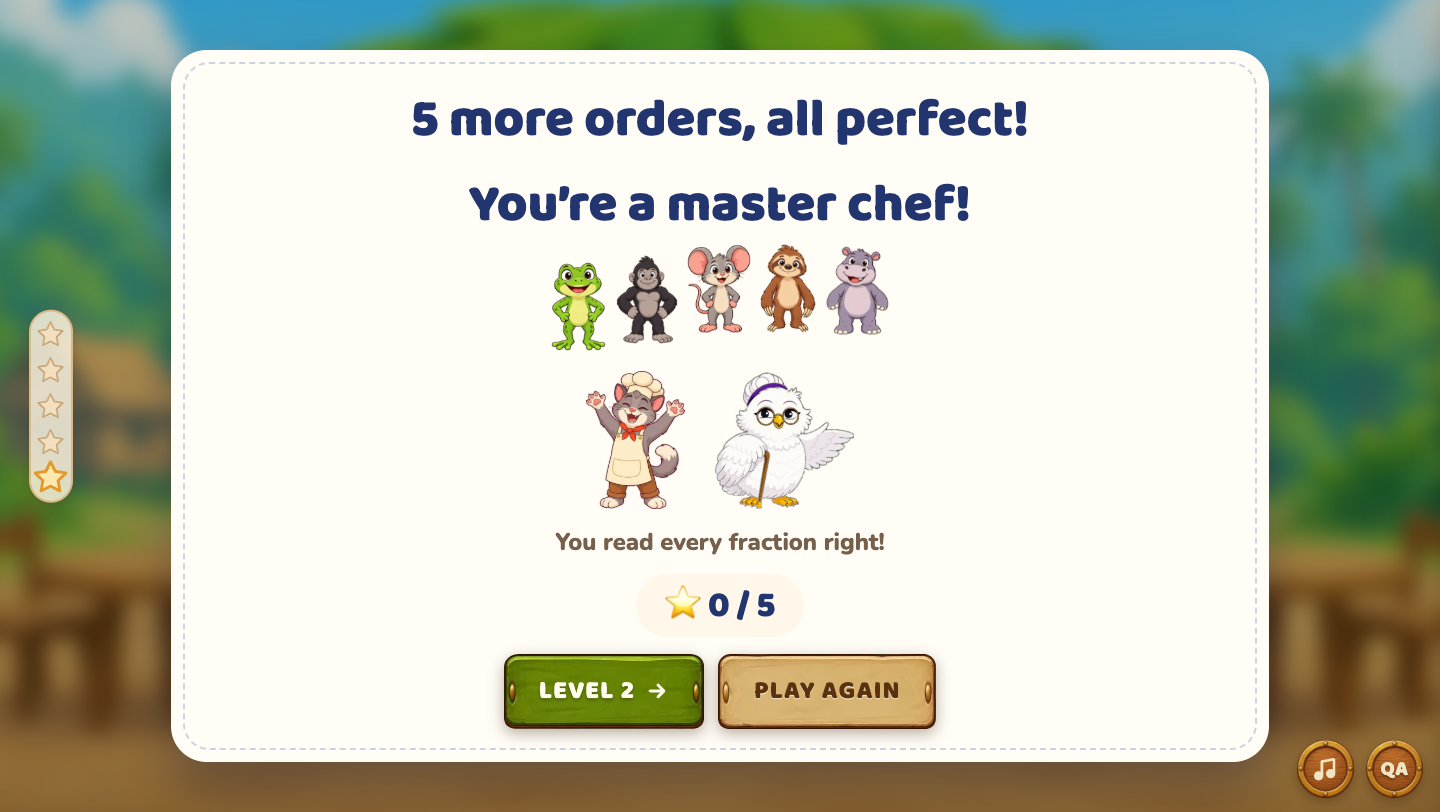 5 more orders, all perfect!
You're a master chef!
You read every fraction right!
0 / 5
LEVEL 2 →
PLAY AGAIN
QA